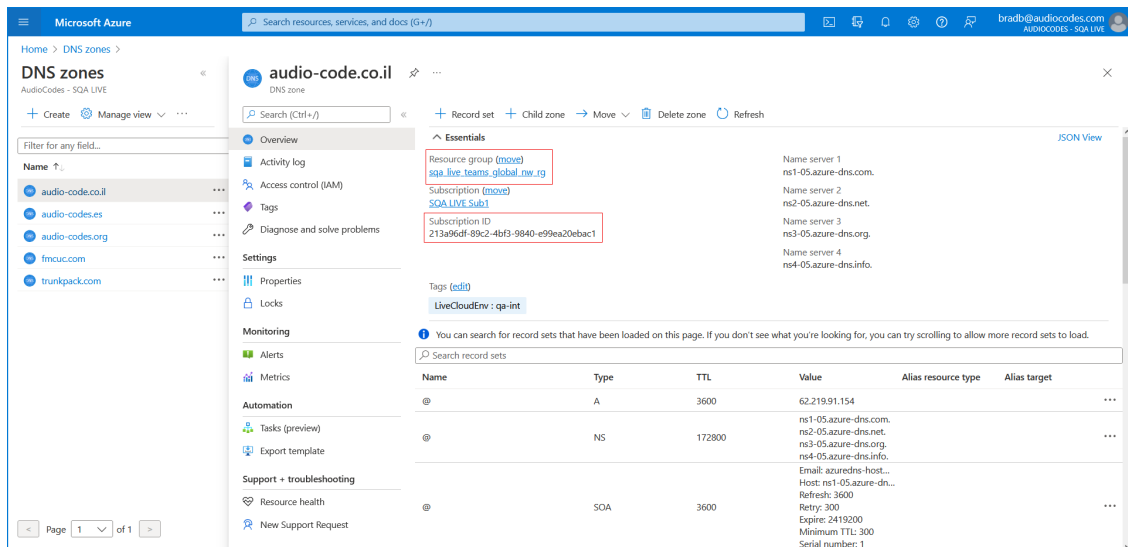 Microsoft Azure
Search resources, services, and docs (G+/)
bradb@audiocodes.com
AUDIOCODES - SQA LIVE
Home > DNS zones >
DNS zones
AudioCodes - SQA LIVE
Create
Manage view
Filter for any field...
Name ↑
audio-code.co.il
audio-codes.es
audio-codes.org
fmcuc.com
trunkpack.com
< Page 1 of 1 >
DNS
audio-code.co.il
DNS zone
Search (Ctrl+/)
Overview
Activity log
Access control (IAM)
Tags
Diagnose and solve problems
Settings
Properties
Locks
Monitoring
Alerts
Metrics
Automation
Tasks (preview)
Export template
Support + troubleshooting
Resource health
New Support Request
Record set
Child zone
Move
Delete zone
Refresh
Essentials
JSON View
Resource group (move)
sqa_live_teams_global_nw_rg
Subscription (move)
SQA LIVE Sub1
Subscription ID
213a96df-89c2-4bf3-9840-e99ea20ebac1
Name server 1
ns1-05.azure-dns.com.
Name server 2
ns2-05.azure-dns.net.
Name server 3
ns3-05.azure-dns.org.
Name server 4
ns4-05.azure-dns.info.
Tags (edit)
LiveCloudEnv : qa-int
You can search for record sets that have been loaded on this page. If you don't see what you're looking for, you can try scrolling to allow more record sets to load.
Search record sets
Name Type TTL Value Alias resource type Alias target
@ A 3600 62.219.91.154
@ NS 172800 ns1-05.azure-dns.com.
ns2-05.azure-dns.net.
ns3-05.azure-dns.org.
ns4-05.azure-dns.info.
@ SOA 3600 Email: azuredns-host...
Host: ns1-05.azure-dn...
Refresh: 3600
Retry: 300
Expire: 2419200
Minimum TTL: 300
Serial number: 1